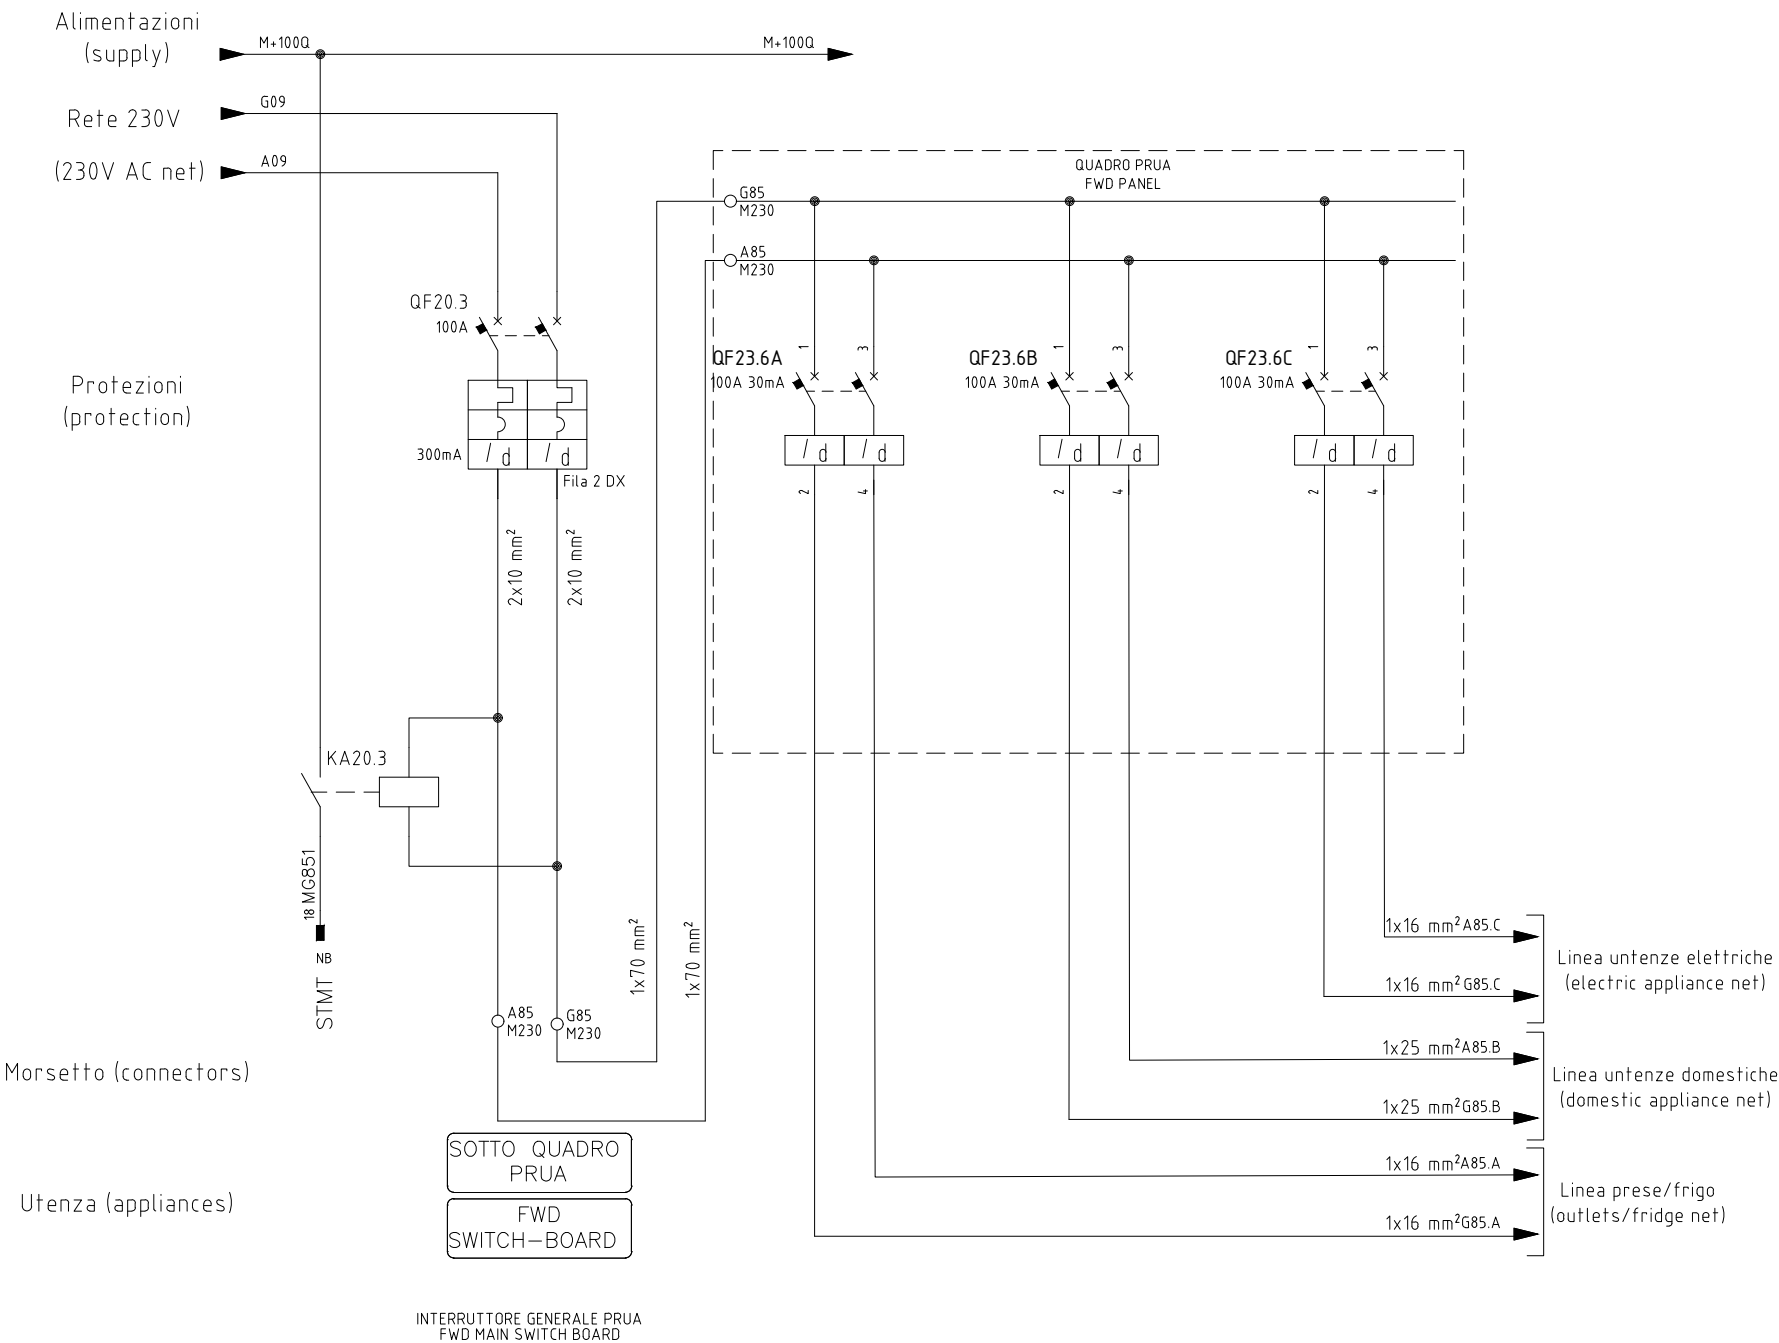 Alimentazioni
(supply)
M+100Q
M+100Q
Rete 230V
G09
(230V AC net)
A09
QUADRO PRUA
FWD PANEL
G85
M230
A85
M230
QF20.3
100A
300mA
d
d
Fila 2 DX
Protezioni
(protection)
QF23.6A
100A 30mA
1
3
d
d
2
4
QF23.6B
100A 30mA
1
3
d
d
2
4
QF23.6C
100A 30mA
1
3
d
d
2
4
2x10 mm²
2x10 mm²
KA20.3
18 MG851
NB
STMT
1x70 mm²
1x70 mm²
A85
M230
G85
M230
1x16 mm² A85.C
1x16 mm² G85.C
Linea untenze elettriche
(electric appliance net)
1x25 mm² A85.B
1x25 mm² G85.B
Linea untenze domestiche
(domestic appliance net)
1x16 mm² A85.A
1x16 mm² G85.A
Linea prese/frigo
(outlets/fridge net)
Morsetto (connectors)
Utenza (appliances)
SOTTO QUADRO
PRUA
FWD
SWITCH-BOARD
INTERRUTTORE GENERALE PRUA
FWD MAIN SWITCH BOARD